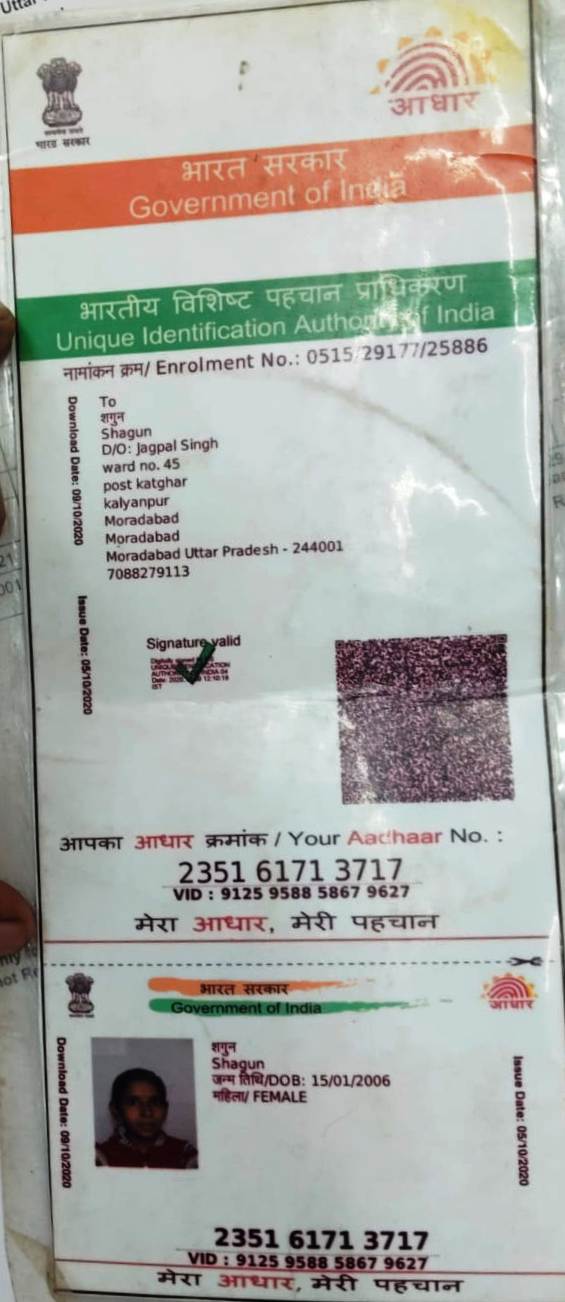 Uttar
भारत सरकार
आधार
भारत सरकार
Government of India
भारतीय विशिष्ट पहचान प्राधिकरण
Unique Identification Authority of India
नामांकन क्रम/ Enrolment No.: 0515/29177/25886
Download Date: 09/10/2020
Issue Date: 05/10/2020
To
शगुन
Shagun
D/O: Jagpal Singh
ward no. 45
post katghar
kalyanpur
Moradabad
Moradabad
Moradabad Uttar Pradesh - 244001
7088279113
Signature valid
आपका आधार क्रमांक / Your Aadhaar No. :
2351 6171 3717
VID : 9125 9588 5867 9627
मेरा आधार, मेरी पहचान
भारत सरकार
Government of India
आधार
Download Date: 09/10/2020
शगुन
Shagun
जन्म तिथि/DOB: 15/01/2006
महिला/ FEMALE
Issue Date: 05/10/2020
2351 6171 3717
VID : 9125 9588 5867 9627
मेरा आधार, मेरी पहचान